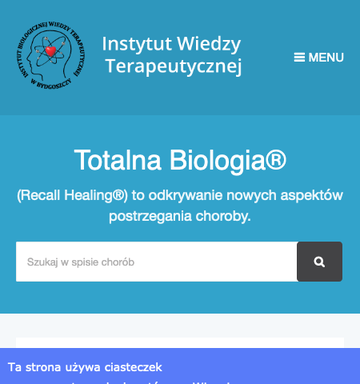 INSTYTUT BIOLOGICZNEJ WIEDZY TERAPEUTYCZNEJ
W BYDGOSZCZY
Instytut Wiedzy
Terapeutycznej
MENU
Totalna Biologia®
(Recall Healing®) to odkrywanie nowych aspektów
postrzegania choroby.
Szukaj w spisie chorób
Ta strona używa ciasteczek